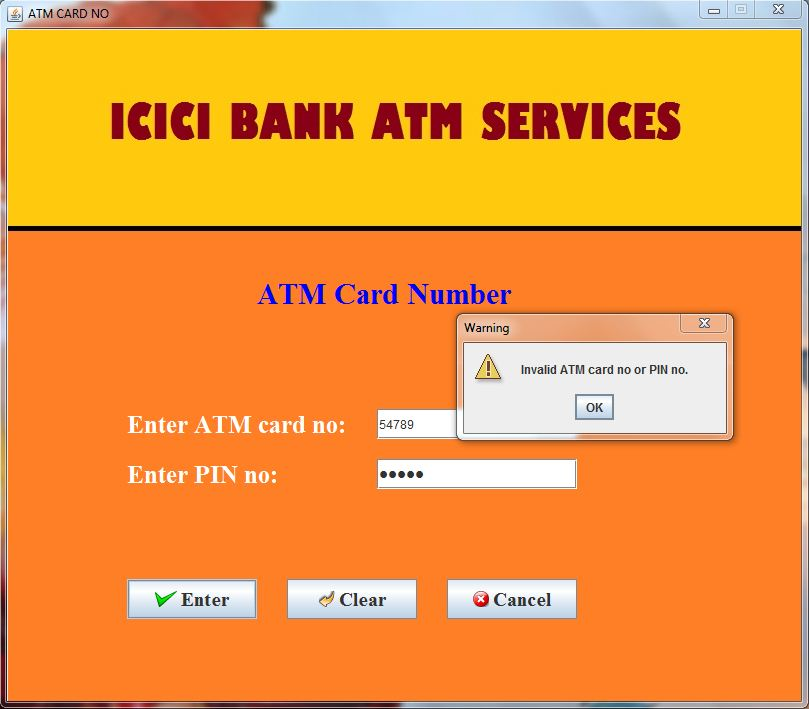 ATM CARD NO
ICICI BANK ATM SERVICES
ATM Card Number
Warning
Invalid ATM card no or PIN no.
OK
Enter ATM card no: 54789
Enter PIN no: •••••
Enter Clear Cancel